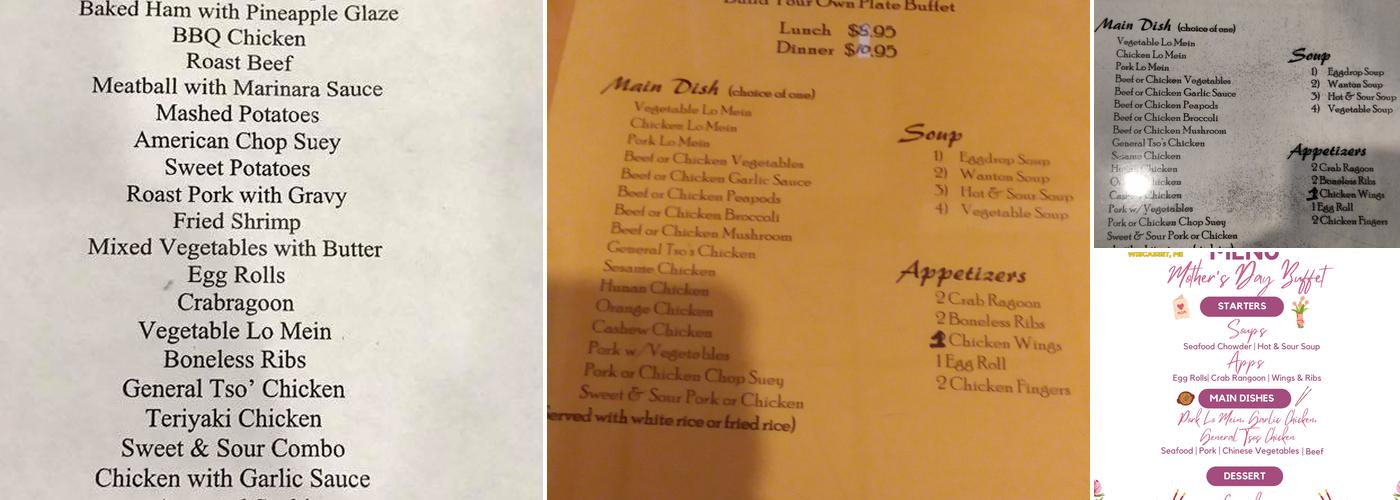 Baked Ham with Pineapple Glaze
BBQ Chicken
Roast Beef
Meatball with Marinara Sauce
Mashed Potatoes
American Chop Suey
Sweet Potatoes
Roast Pork with Gravy
Fried Shrimp
Mixed Vegetables with Butter
Egg Rolls
Crabragoon
Vegetable Lo Mein
Boneless Ribs
General Tso' Chicken
Teriyaki Chicken
Sweet & Sour Combo
Chicken with Garlic Sauce
Build Your Own Plate Buffet
Lunch $8.95
Dinner $10.95
Main Dish (choice of one)
Vegetable Lo Mein
Chicken Lo Mein
Pork Lo Mein
Beef or Chicken Vegetables
Beef or Chicken Garlic Sauce
Beef or Chicken Peapods
Beef or Chicken Broccoli
Beef or Chicken Mushroom
General Tso's Chicken
Sesame Chicken
Hunan Chicken
Orange Chicken
Cashew Chicken
Pork w/Vegetables
Pork or Chicken Chop Suey
Sweet & Sour Pork or Chicken
served with white rice or fried rice)
Soup
1) Eggdrop Soup
2) Wanton Soup
3) Hot & Sour Soup
4) Vegetable Soup
Appetizers
2 Crab Ragoon
2 Boneless Ribs
1 Chicken Wings
1 Egg Roll
2 Chicken Fingers
Main Dish (choice of one)
Vegetable Lo Mein
Chicken Lo Mein
Pork Lo Mein
Beef or Chicken Vegetables
Beef or Chicken Garlic Sauce
Beef or Chicken Peapods
Beef or Chicken Broccoli
Beef or Chicken Mushroom
General Tso's Chicken
Sesame Chicken
Chicken
Chicken
Chicken
Pork w/Vegetables
Pork or Chicken Chop Suey
Sweet & Sour Pork or Chicken
Soup
1) Eggdrop Soup
2) Wanton Soup
3) Hot & Sour Soup
4) Vegetable Soup
Appetizers
2 Crab Ragoon
2 Boneless Ribs
1 Chicken Wings
1 Egg Roll
2 Chicken Fingers
WISCASSET, ME
MENU
Mother's Day Buffet
STARTERS
Soups
Seafood Chowder | Hot & Sour Soup
Apps
Egg Rolls| Crab Rangoon | Wings & Ribs
MAIN DISHES
Pork Lo Mein, Garlic Chicken,
General Tsos Chicken
Seafood | Pork | Chinese Vegetables | Beef
DESSERT